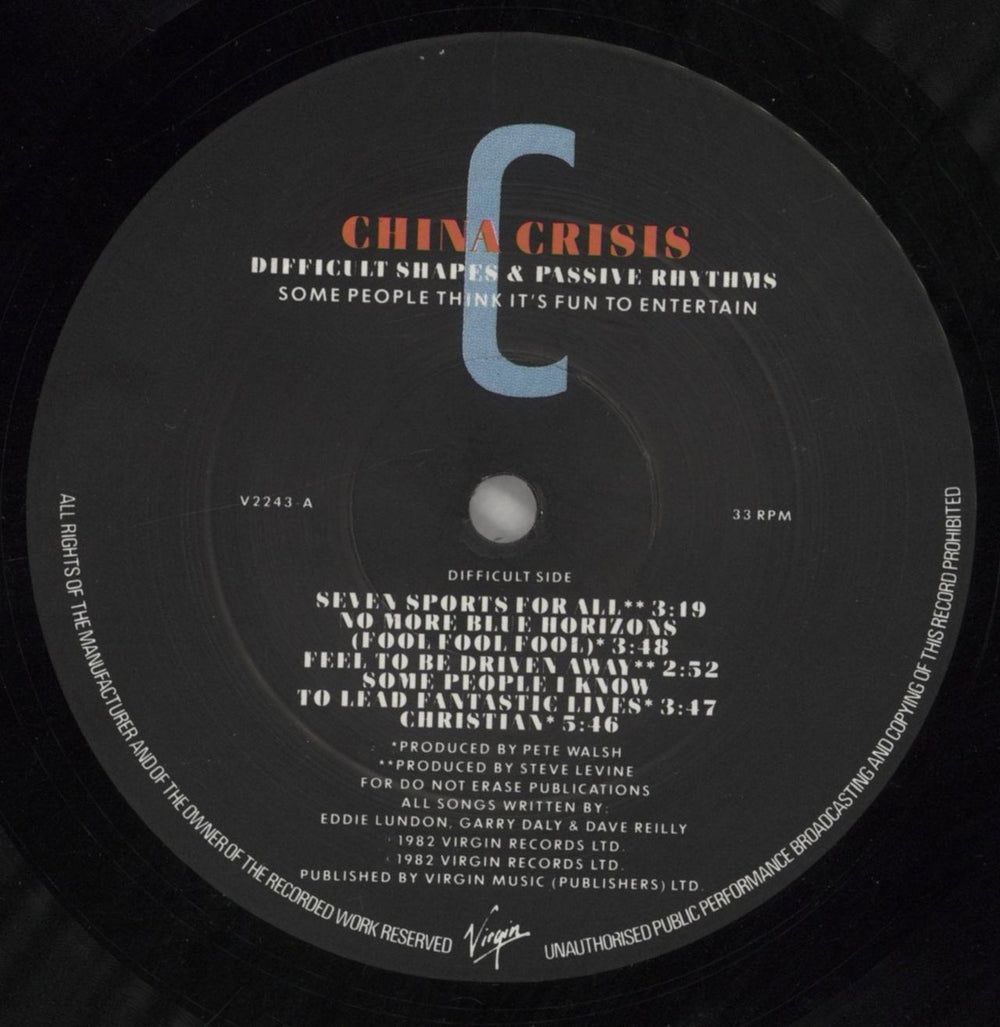 CHINA CRISIS
DIFFICULT SHAPES & PASSIVE RHYTHMS
SOME PEOPLE THINK IT'S FUN TO ENTERTAIN
V2243-A
33 RPM
DIFFICULT SIDE
SEVEN SPORTS FOR ALL** 3:19
NO MORE BLUE HORIZONS
(FOOL FOOL FOOL)* 3:48
FEEL TO BE DRIVEN AWAY** 2:52
SOME PEOPLE I KNOW
TO LEAD FANTASTIC LIVES* 3:47
CHRISTIAN* 5:46
*PRODUCED BY PETE WALSH
**PRODUCED BY STEVE LEVINE
FOR DO NOT ERASE PUBLICATIONS
ALL SONGS WRITTEN BY:
EDDIE LUNDON, GARRY DALY & DAVE REILLY
1982 VIRGIN RECORDS LTD.
1982 VIRGIN RECORDS LTD.
PUBLISHED BY VIRGIN MUSIC (PUBLISHERS) LTD.
ALL RIGHTS OF THE MANUFACTURER AND OF THE OWNER OF THE RECORDED WORK RESERVED
Virgin
UNAUTHORISED PUBLIC PERFORMANCE BROADCASTING AND COPYING OF THIS RECORD PROHIBITED